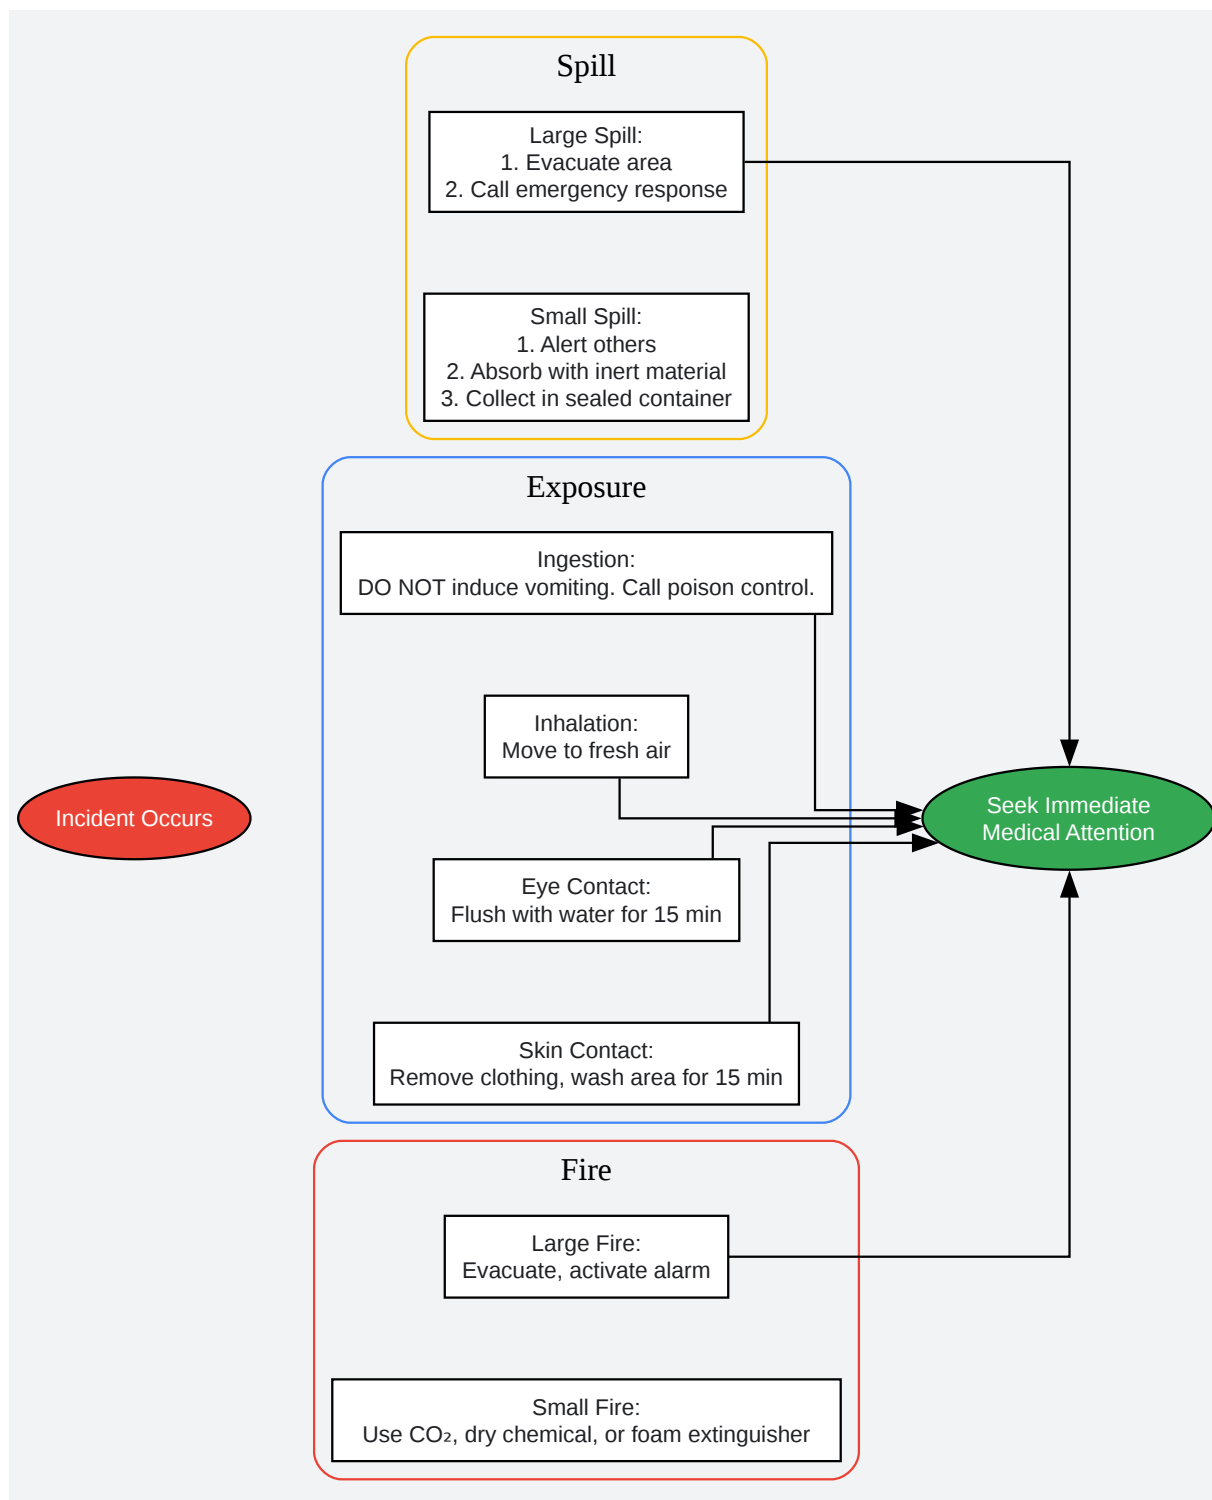 Spill
Large Spill:
1. Evacuate area
2. Call emergency response
Small Spill:
1. Alert others
2. Absorb with inert material
3. Collect in sealed container
Exposure
Ingestion:
DO NOT induce vomiting. Call poison control.
Inhalation:
Move to fresh air
Incident Occurs
Seek Immediate
Medical Attention
Eye Contact:
Flush with water for 15 min
Skin Contact:
Remove clothing, wash area for 15 min
Fire
Large Fire:
Evacuate, activate alarm
Small Fire:
Use CO₂, dry chemical, or foam extinguisher